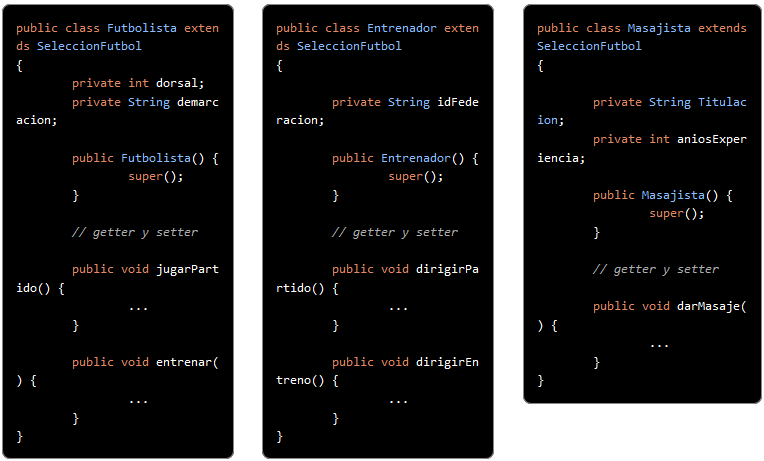 public class Futbolista exten
ds SeleccionFutbol
{
private int dorsal;
private String demarc
acion;
public Futbolista() {
super();
}
// getter y setter
public void jugarPart
ido() {
...
}
public void entrenar(
) {
...
}
}
public class Entrenador exten
ds SeleccionFutbol
{
private String idFede
racion;
public Entrenador() {
super();
}
// getter y setter
public void dirigirPa
rtido() {
...
}
public void dirigirEn
treno() {
...
}
}
public class Masajista extends
SeleccionFutbol
{
private String Titulac
ion;
private int aniosExper
iencia;
public Masajista() {
super();
}
// getter y setter
public void darMasaje(
) {
...
}
}